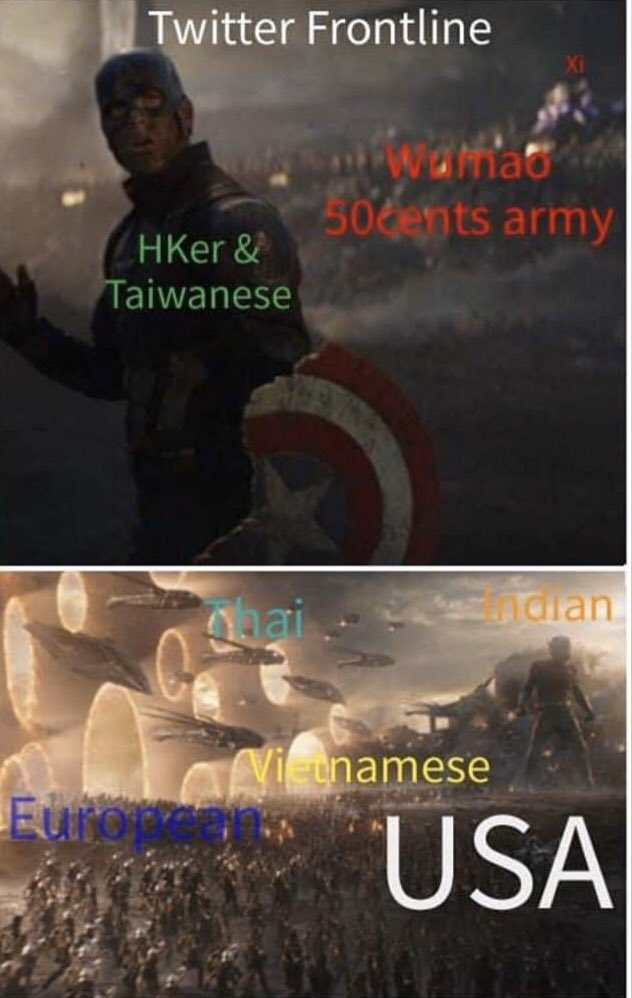 Twitter Frontline
Xi
Wumao
50cents army
HKer &
Taiwanese
Thai
Indian
Vietnamese
European
USA